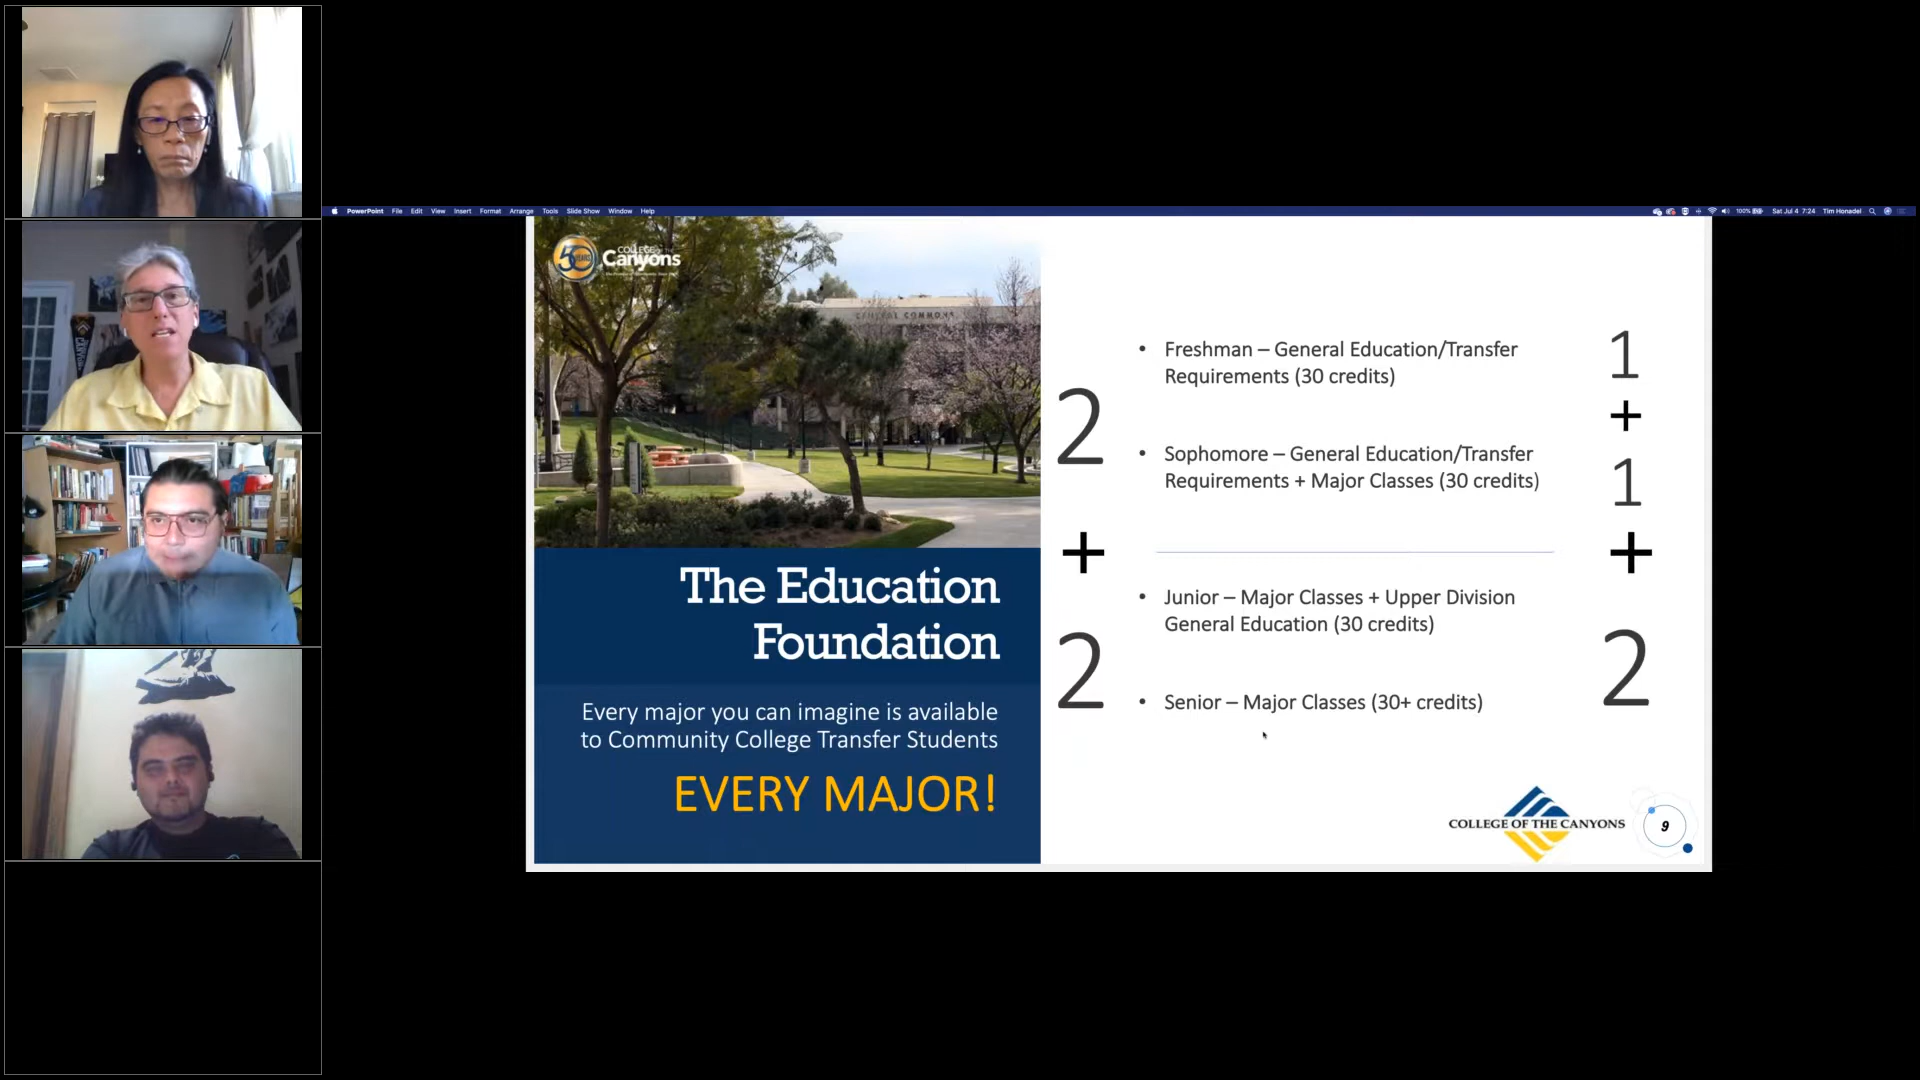 PowerPoint File Edit View Insert Format Arrange Tools Slide Show Window Help
100% Sat Jul 4 7:24 Tim Honadel
50 YEARS
COLLEGE OF THE
Canyons
GENERAL COMMONS
The Education
Foundation
Every major you can imagine is available
to Community College Transfer Students
EVERY MAJOR!
2
+
2
• Freshman – General Education/Transfer
Requirements (30 credits)
• Sophomore – General Education/Transfer
Requirements + Major Classes (30 credits)
• Junior – Major Classes + Upper Division
General Education (30 credits)
• Senior – Major Classes (30+ credits)
1
+
1
+
2
COLLEGE OF THE CANYONS
9